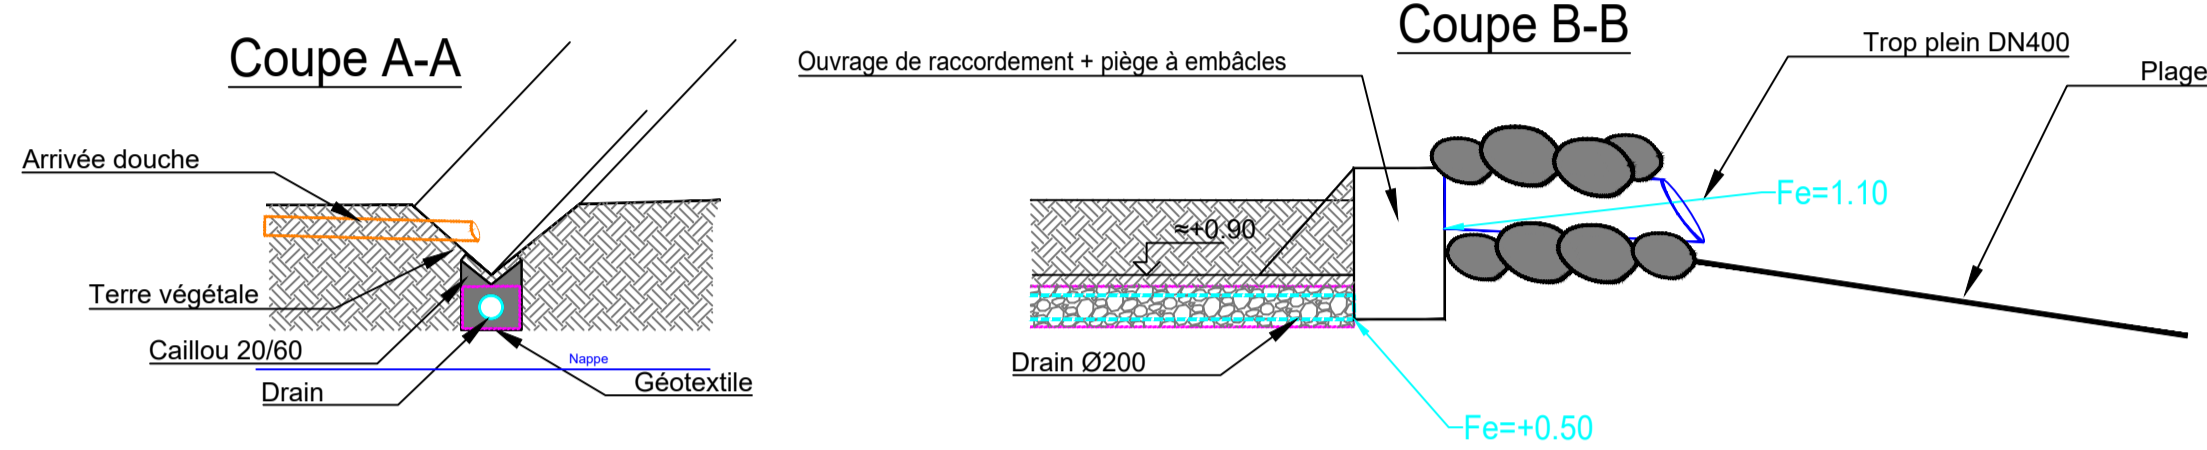 Coupe A-A
Arrivée douche
Terre végétale
Caillou 20/60
Drain
Nappe
Géotextile
Coupe B-B
Ouvrage de raccordement + piège à embâcles
Trop plein DN400
Plage
Fe=1.10
≈+0.90
Drain Ø200
Fe=+0.50